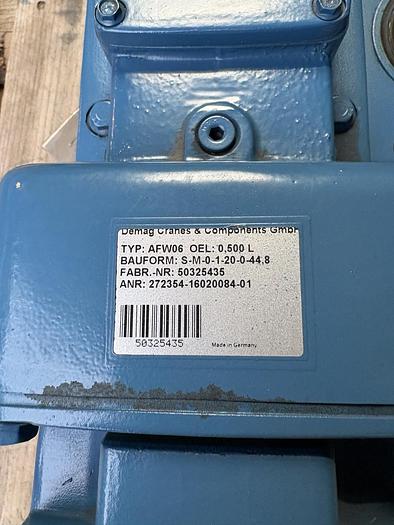 Demag Cranes & Components GmbH
TYP: AFW06 OEL: 0,500 L
BAUFORM: S-M-0-1-20-0-44,8
FABR.-NR: 50325435
ANR: 272354-16020084-01
50325435 Made in Germany